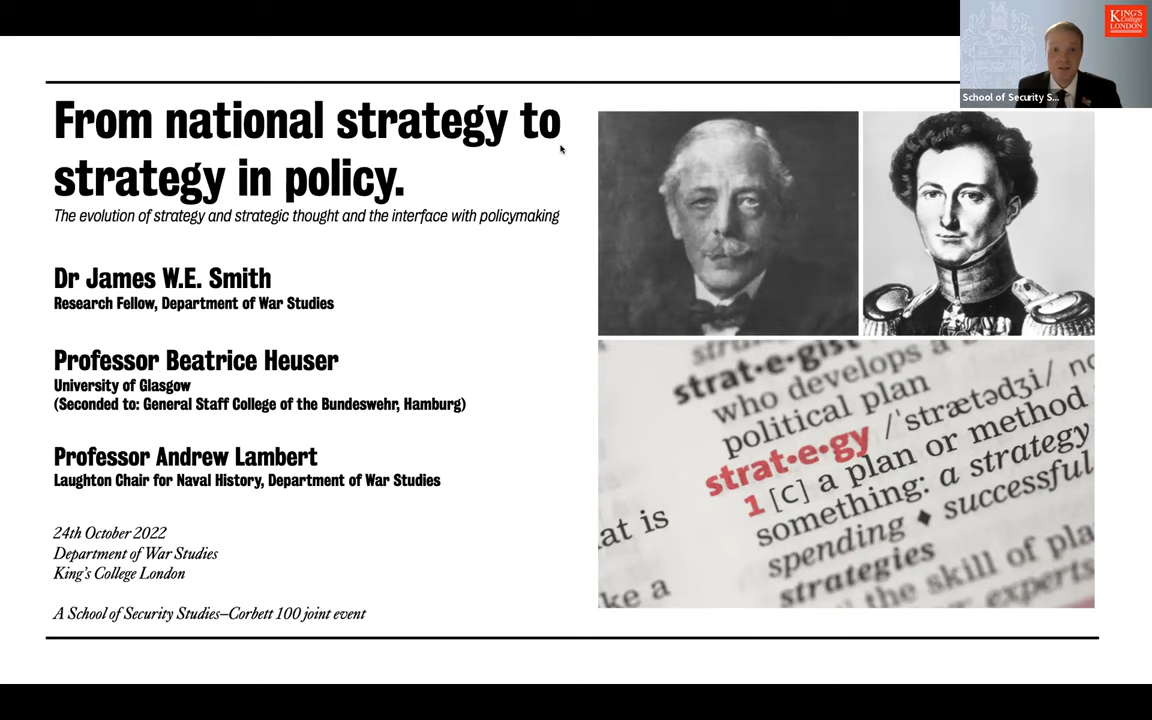 From national strategy to
strategy in policy.
The evolution of strategy and strategic thought and the interface with policymaking
Dr James W.E. Smith
Research Fellow, Department of War Studies
Professor Beatrice Heuser
University of Glasgow
(Seconded to: General Staff College of the Bundeswehr, Hamburg)
Professor Andrew Lambert
Laughton Chair for Naval History, Department of War Studies
24th October 2022
Department of War Studies
King's College London
A School of Security Studies–Corbett 100 joint event
KING'S
College
LONDON
School of Security S...
strat•e•gist
who develops a
political plan
strat•e•gy /ˈstrætədʒi/ no
1 [C] a plan or method
something: a strategy
spending ♦ successful
strategies
the skill of pla
experts
at is
ke a